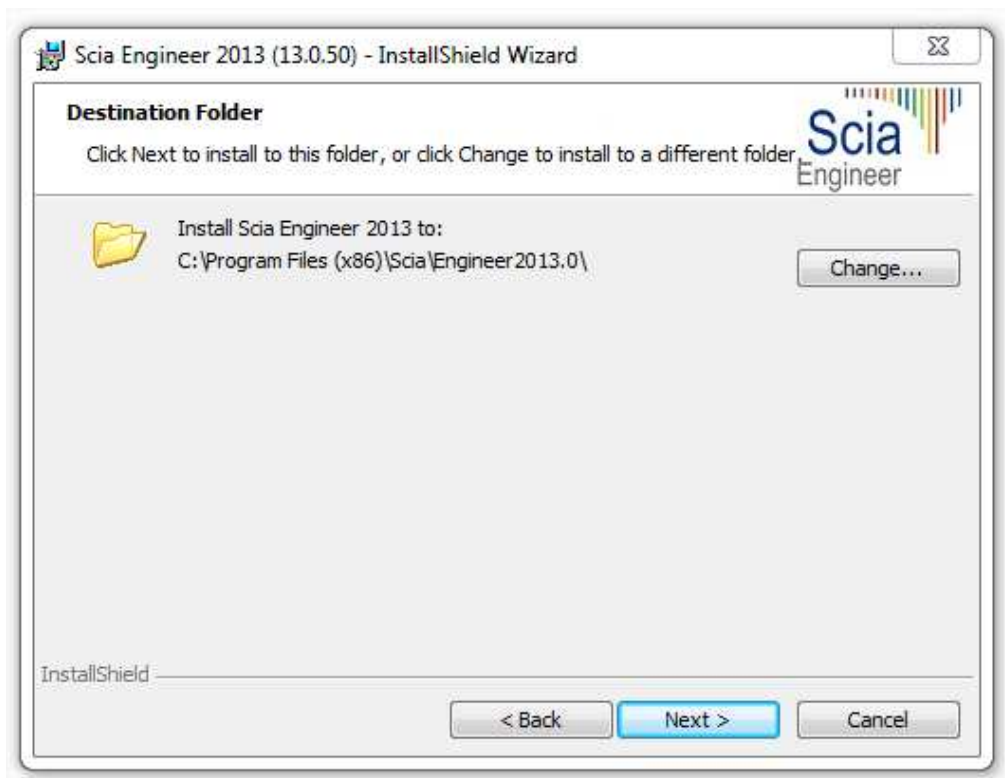 Scia Engineer 2013 (13.0.50) - InstallShield Wizard
Destination Folder
Click Next to install to this folder, or click Change to install to a different folder.
Scia
Engineer
Install Scia Engineer 2013 to:
C:\Program Files (x86)\Scia\Engineer2013.0\
Change...
InstallShield
< Back
Next >
Cancel